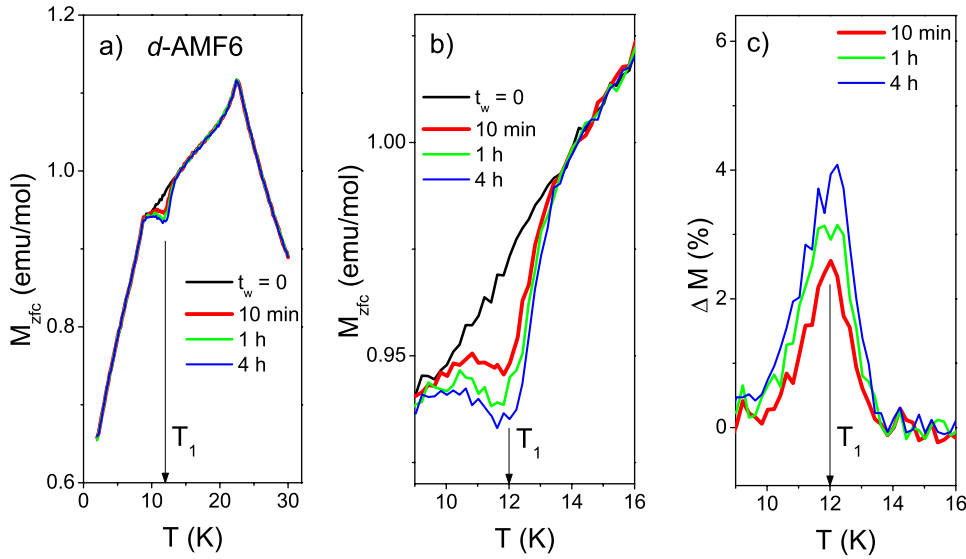 a) d-AMF6
1.2
1.0
0.8
0.6
M_zfc (emu/mol)
t_w = 0
10 min
1 h
4 h
T_1
0 10 20 30
T (K)
b)
t_w = 0
10 min
1 h
4 h
1.00
0.95
M_zfc (emu/mol)
T_1
10 12 14 16
T (K)
c)
10 min
1 h
4 h
6
4
2
0
Δ M (%)
T_1
10 12 14 16
T (K)